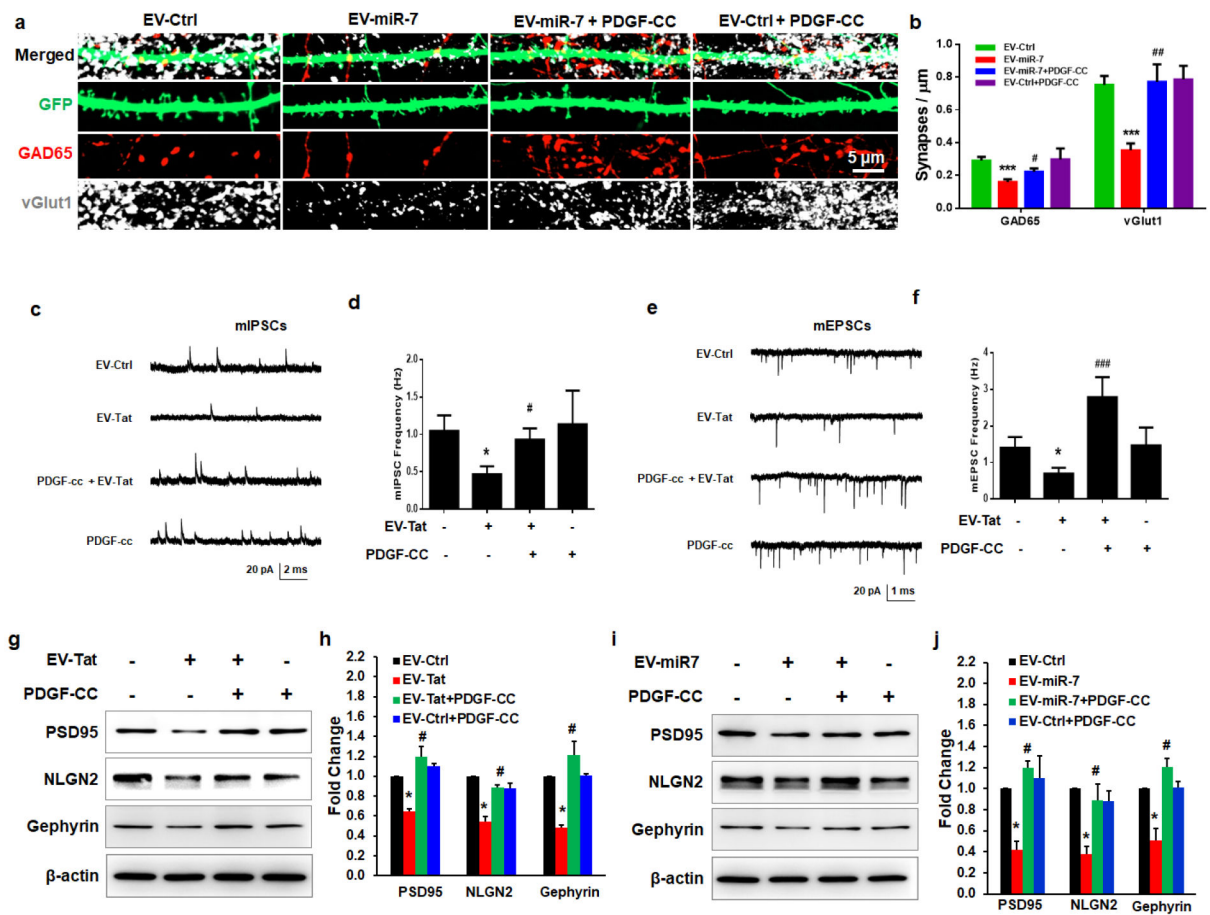 a
EV-Ctrl EV-miR-7 EV-miR-7 + PDGF-CC EV-Ctrl + PDGF-CC
Merged
GFP
GAD65
5 μm
vGlut1
b
EV-Ctrl
EV-miR-7
EV-miR-7+PDGF-CC
EV-Ctrl+PDGF-CC
Synapses / μm
1.0
0.8
0.6
0.4
0.2
0.0
*** # *** ##
GAD65 vGlut1
c
mIPSCs
EV-Ctrl
EV-Tat
PDGF-cc + EV-Tat
PDGF-cc
20 pA 2 ms
d
mIPSC Frequency (Hz)
2.0
1.5
1.0
0.5
0.0
* #
EV-Tat - + + -
PDGF-CC - - + +
e
mEPSCs
EV-Ctrl
EV-Tat
PDGF-cc + EV-Tat
PDGF-cc
20 pA 1 ms
f
mEPSC Frequency (Hz)
4
3
2
1
0
* ###
EV-Tat - + + -
PDGF-CC - - + +
g
EV-Tat - + + -
PDGF-CC - - + +
PSD95
NLGN2
Gephyrin
β-actin
h
EV-Ctrl
EV-Tat
EV-Tat+PDGF-CC
EV-Ctrl+PDGF-CC
Fold Change
2.2
2.0
1.8
1.6
1.4
1.2
1.0
0.8
0.6
0.4
0.2
0.0
* # * # * #
PSD95 NLGN2 Gephyrin
i
EV-miR7 - + + -
PDGF-CC - - + +
PSD95
NLGN2
Gephyrin
β-actin
j
EV-Ctrl
EV-miR-7
EV-miR-7+PDGF-CC
EV-Ctrl+PDGF-CC
Fold Change
2.2
2.0
1.8
1.6
1.4
1.2
1.0
0.8
0.6
0.4
0.2
0.0
* # * # * #
PSD95 NLGN2 Gephyrin